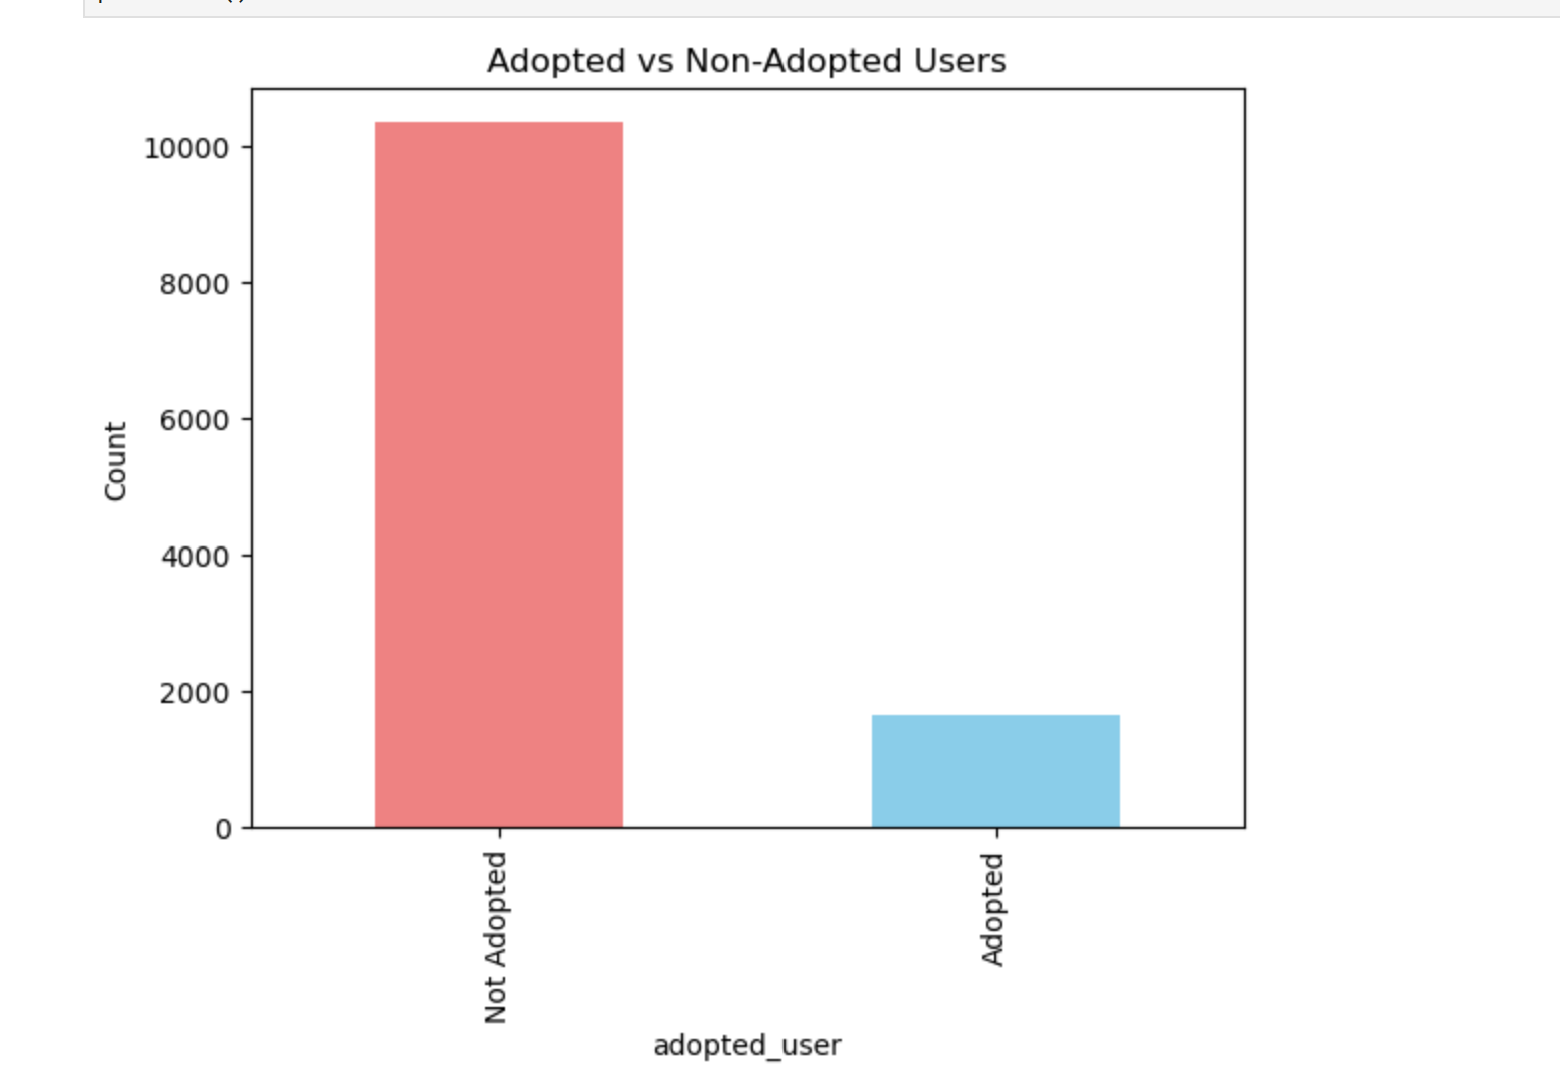 Adopted vs Non-Adopted Users
10000
8000
6000
4000
2000
0
Count
Not Adopted
Adopted
adopted_user